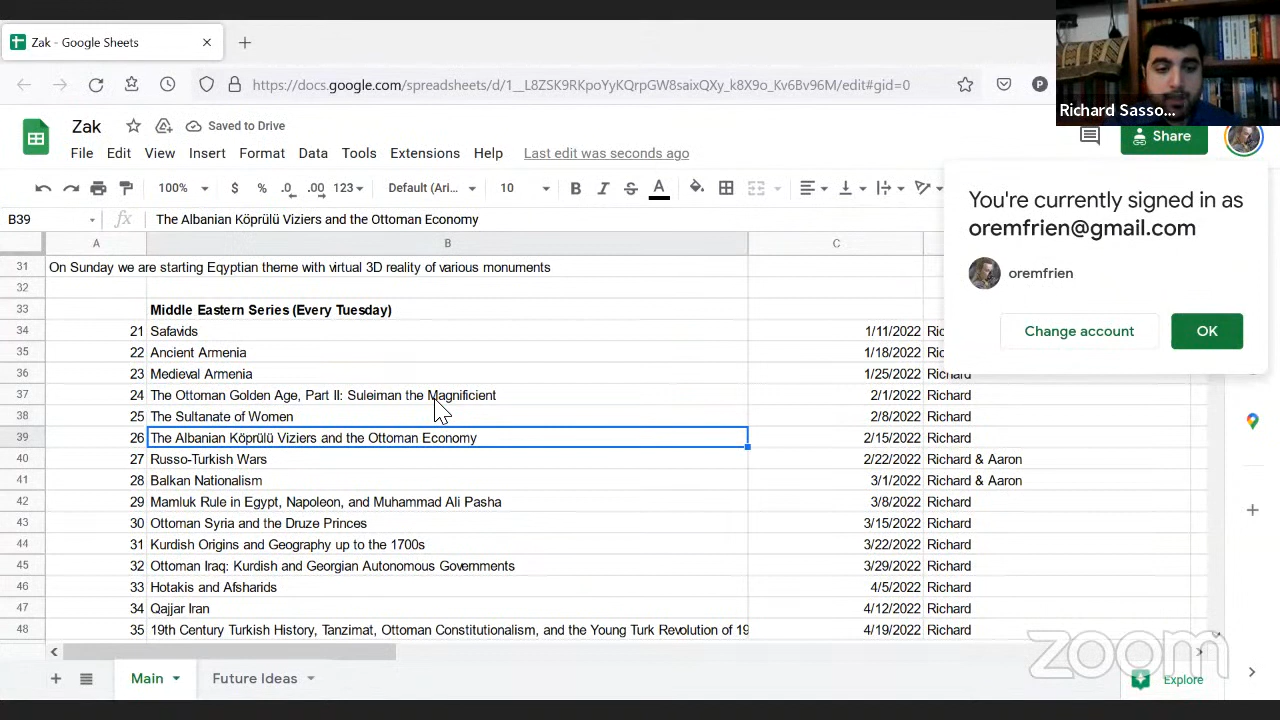 Zak - Google Sheets
https://docs.google.com/spreadsheets/d/1__L8ZSK9RKpoYyKQrpGW8saixQXy_k8X9o_Kv6Bv96M/edit#gid=0
P
Richard Sasso...
Zak
Saved to Drive
Share
File Edit View Insert Format Data Tools Extensions Help Last edit was seconds ago
100% $ % .0 .00 123 Default (Ari... 10 B I S A
B39 fx The Albanian Köprülü Viziers and the Ottoman Economy
You're currently signed in as
oremfrien@gmail.com
oremfrien
Change account OK
A B C
31 On Sunday we are starting Eqyptian theme with virtual 3D reality of various monuments
32
33 Middle Eastern Series (Every Tuesday)
34 21 Safavids 1/11/2022 Ric
35 22 Ancient Armenia 1/18/2022 Ric
36 23 Medieval Armenia 1/25/2022 Richard
37 24 The Ottoman Golden Age, Part II: Suleiman the Magnificient 2/1/2022 Richard
38 25 The Sultanate of Women 2/8/2022 Richard
39 26 The Albanian Köprülü Viziers and the Ottoman Economy 2/15/2022 Richard
40 27 Russo-Turkish Wars 2/22/2022 Richard & Aaron
41 28 Balkan Nationalism 3/1/2022 Richard & Aaron
42 29 Mamluk Rule in Egypt, Napoleon, and Muhammad Ali Pasha 3/8/2022 Richard
43 30 Ottoman Syria and the Druze Princes 3/15/2022 Richard
44 31 Kurdish Origins and Geography up to the 1700s 3/22/2022 Richard
45 32 Ottoman Iraq: Kurdish and Georgian Autonomous Governments 3/29/2022 Richard
46 33 Hotakis and Afsharids 4/5/2022 Richard
47 34 Qajjar Iran 4/12/2022 Richard
48 35 19th Century Turkish History, Tanzimat, Ottoman Constitutionalism, and the Young Turk Revolution of 19 4/19/2022 Richard
zoom
Main Future Ideas Explore